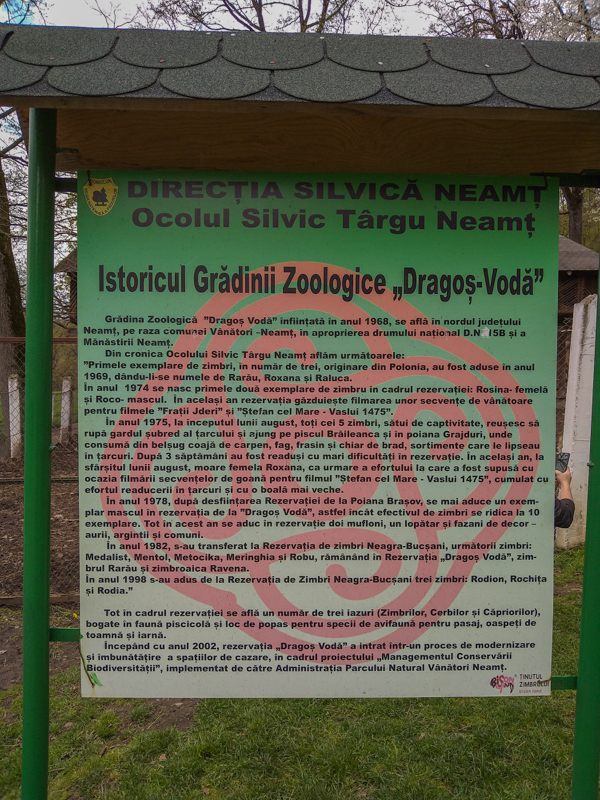 DIRECȚIA SILVICĂ NEAMȚ
Ocolul Silvic Târgu Neamț
Istoricul Grădinii Zoologice „Dragoș-Vodă”
Grădina Zoologică ”Dragoș Vodă” înființată în anul 1968, se află în nordul județului
Neamț, pe raza comunei Vânători –Neamț, în aproprierea drumului național D.N. 15B și a
Mănăstirii Neamț.
Din cronica Ocolului Silvic Târgu Neamț aflăm următoarele:
”Primele exemplare de zimbri, în număr de trei, originare din Polonia, au fost aduse în anul
1969, dându-li-se numele de Rarău, Roxana și Raluca.
În anul 1974 se nasc primele două exemplare de zimbru în cadrul rezervației: Rosina- femelă
și Roco- mascul. În același an rezervația găzduiește filmarea unor secvențe de vânătoare
pentru filmele ”Frații Jderi” și ”Ștefan cel Mare - Vaslui 1475”.
În anul 1975, la începutul lunii august, toți cei 5 zimbri, sătui de captivitate, reușesc să
rupă gardul subred al țarcului și ajung pe piscul Brăileanca și în poiana Grajduri, unde
consumă din belșug coajă de carpen, fag, frasin și chiar de brad, sortimente care le lipseau
în țarcuri. După 3 săptămâni au fost readuși cu mari dificultăți în rezervație. În același an, la
sfârșitul lunii august, moare femela Roxana, ca urmare a efortului la care a fost supusă cu
ocazia filmării secvențelor de goană pentru filmul ”Ștefan cel Mare - Vaslui 1475”, cumulat cu
efortul readucerii în țarcuri și cu o boală mai veche.
În anul 1978, după desființarea Rezervației de la Poiana Brașov, se mai aduce un exem-
plar mascul în rezervația de la ”Dragoș Vodă”, astfel încât efectivul de zimbri se ridica la 10
exemplare. Tot în acest an se aduc în rezervație doi mufloni, un lopătar și fazani de decor –
aurii, argintii și comuni.
În anul 1982, s-au transferat la Rezervația de zimbri Neagra-Bucșani, următorii zimbri:
Medalist, Mentol, Metocika, Meringhia și Robu, rămânând în Rezervația „Dragoș Vodă”, zim-
brul Rarău și zimbroaica Ravena.
În anul 1998 s-au adus de la Rezervația de Zimbri Neagra-Bucșani trei zimbri: Rodion, Rochița
și Rodia.”
Tot în cadrul rezervației se află un număr de trei iazuri (Zimbrilor, Cerbilor și Căpriorilor),
bogate în faună piscicolă și loc de popas pentru specii de avifaună pentru pasaj, oaspeți de
toamnă și iarnă.
Începând cu anul 2002, rezervația „Dragoș Vodă” a intrat într-un proces de modernizare
și imbunătățire a spațiilor de cazare, în cadrul proiectului „Managementul Conservării
Biodiversității”, implementat de către Administrația Parcului Natural Vânători Neamț.
ȚINUTUL
ZIMBRULUI